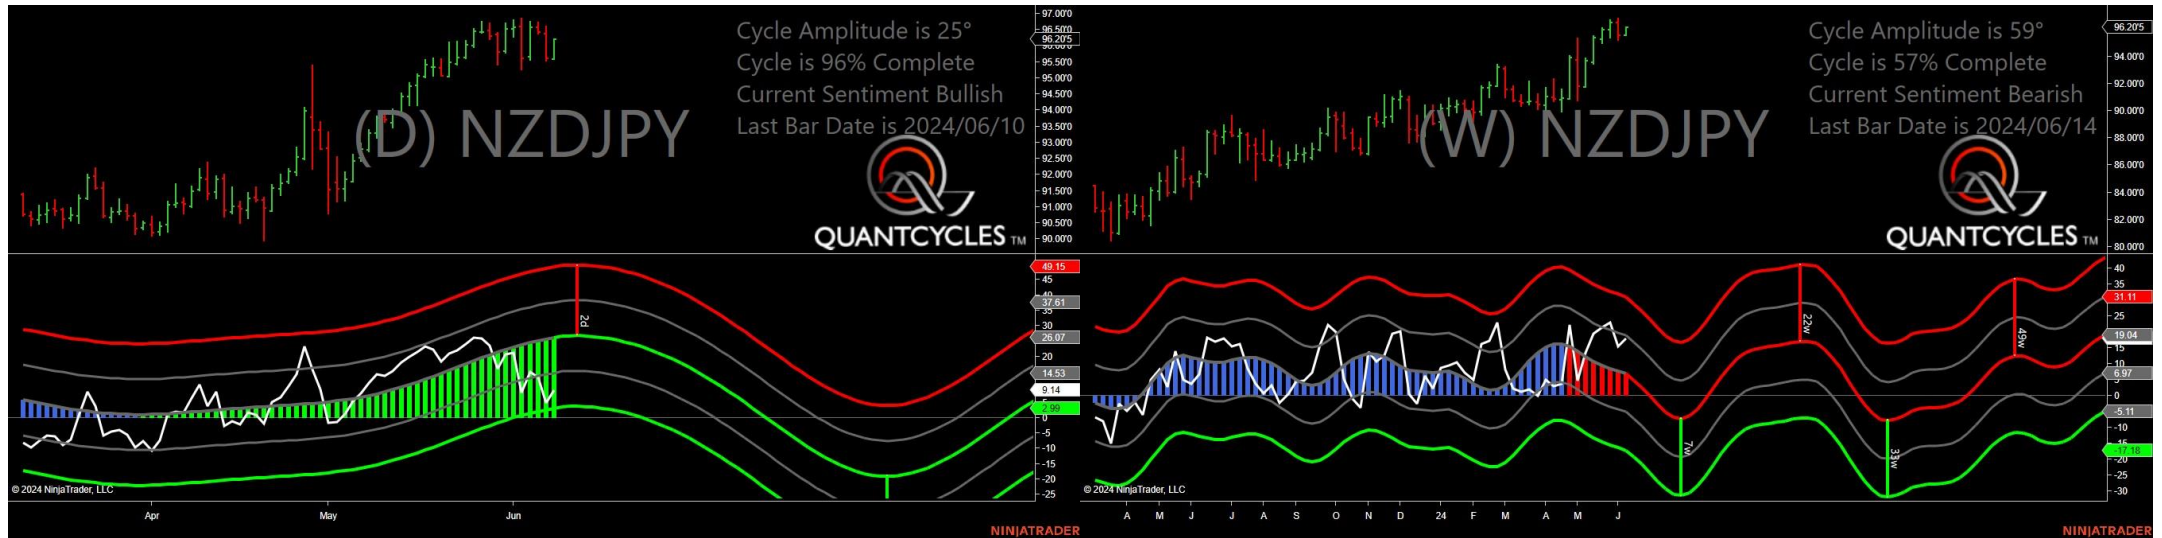 Cycle Amplitude is 25°
Cycle is 96% Complete
Current Sentiment Bullish
Last Bar Date is 2024/06/10
(D) NZDJPY
QUANTCYCLES TM
97.00'0
96.50'0
96.20'5
95.50'0
95.00'0
94.50'0
94.00'0
93.50'0
93.00'0
92.50'0
92.00'0
91.50'0
91.00'0
90.50'0
90.00'0
49.15
45
40
37.61
35
30
26.07
20
14.53
9.14
5
2.99
0
-5
-10
-15
-20
-25
2d
© 2024 NinjaTrader, LLC
Apr May Jun
NINJATRADER
Cycle Amplitude is 59°
Cycle is 57% Complete
Current Sentiment Bearish
Last Bar Date is 2024/06/14
(W) NZDJPY
QUANTCYCLES TM
96.20'5
94.00'0
92.00'0
90.00'0
88.00'0
86.00'0
84.00'0
82.00'0
80.00'0
40
35
31.11
25
19.04
15
6.97
0
-5.11
-10
-17.18
-20
-25
-30
7w
22w
33w
49w
© 2024 NinjaTrader, LLC
A M J J A S O N D 24 F M A M J
NINJATRADER